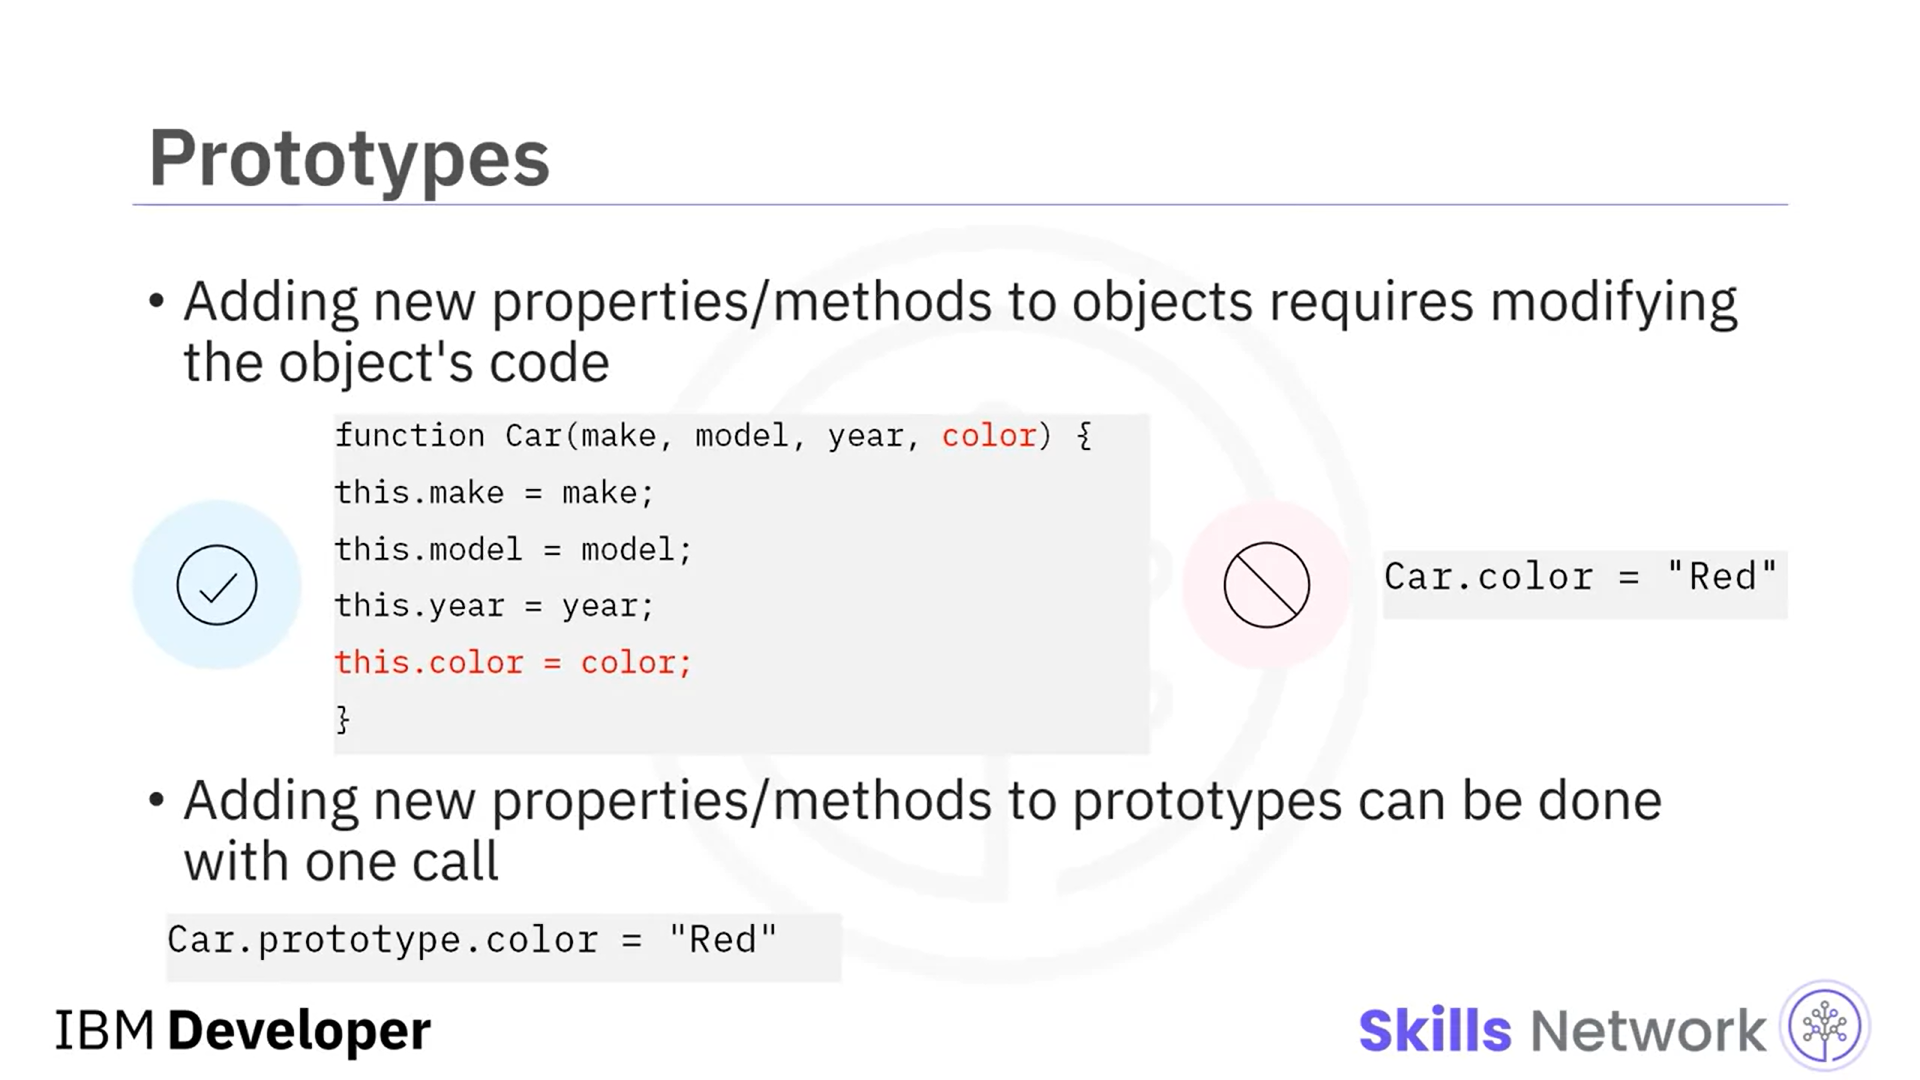 Prototypes
• Adding new properties/methods to objects requires modifying
the object's code
function Car(make, model, year, color) {
this.make = make;
this.model = model;
this.year = year;
this.color = color;
}
Car.color = "Red"
• Adding new properties/methods to prototypes can be done
with one call
Car.prototype.color = "Red"
IBM Developer
Skills Network